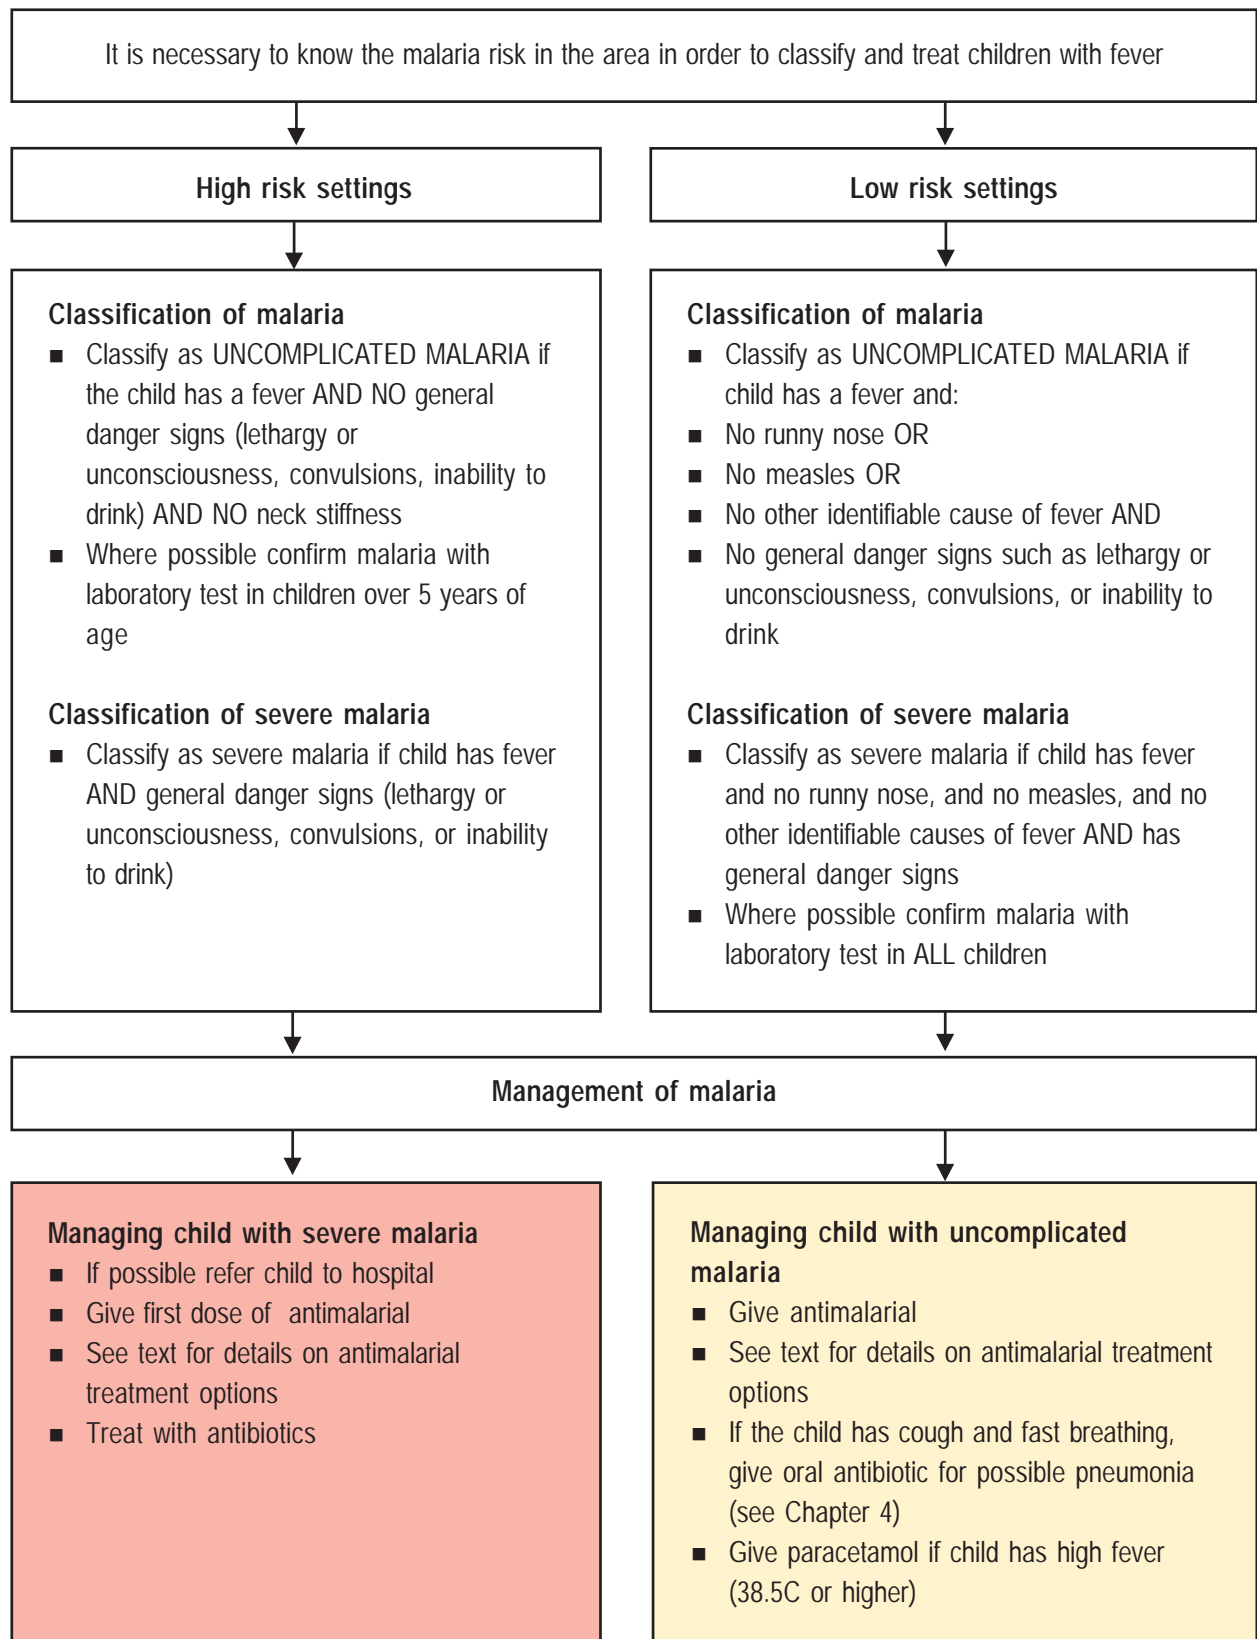 It is necessary to know the malaria risk in the area in order to classify and treat children with fever
High risk settings
Low risk settings
Classification of malaria
■ Classify as UNCOMPLICATED MALARIA if
the child has a fever AND NO general
danger signs (lethargy or
unconsciousness, convulsions, inability to
drink) AND NO neck stiffness
■ Where possible confirm malaria with
laboratory test in children over 5 years of
age
Classification of severe malaria
■ Classify as severe malaria if child has fever
AND general danger signs (lethargy or
unconsciousness, convulsions, or inability
to drink)
Classification of malaria
■ Classify as UNCOMPLICATED MALARIA if
child has a fever and:
■ No runny nose OR
■ No measles OR
■ No other identifiable cause of fever AND
■ No general danger signs such as lethargy or
unconsciousness, convulsions, or inability to
drink
Classification of severe malaria
■ Classify as severe malaria if child has fever
and no runny nose, and no measles, and no
other identifiable causes of fever AND has
general danger signs
■ Where possible confirm malaria with
laboratory test in ALL children
Management of malaria
Managing child with severe malaria
■ If possible refer child to hospital
■ Give first dose of antimalarial
■ See text for details on antimalarial
treatment options
■ Treat with antibiotics
Managing child with uncomplicated
malaria
■ Give antimalarial
■ See text for details on antimalarial treatment
options
■ If the child has cough and fast breathing,
give oral antibiotic for possible pneumonia
(see Chapter 4)
■ Give paracetamol if child has high fever
(38.5C or higher)